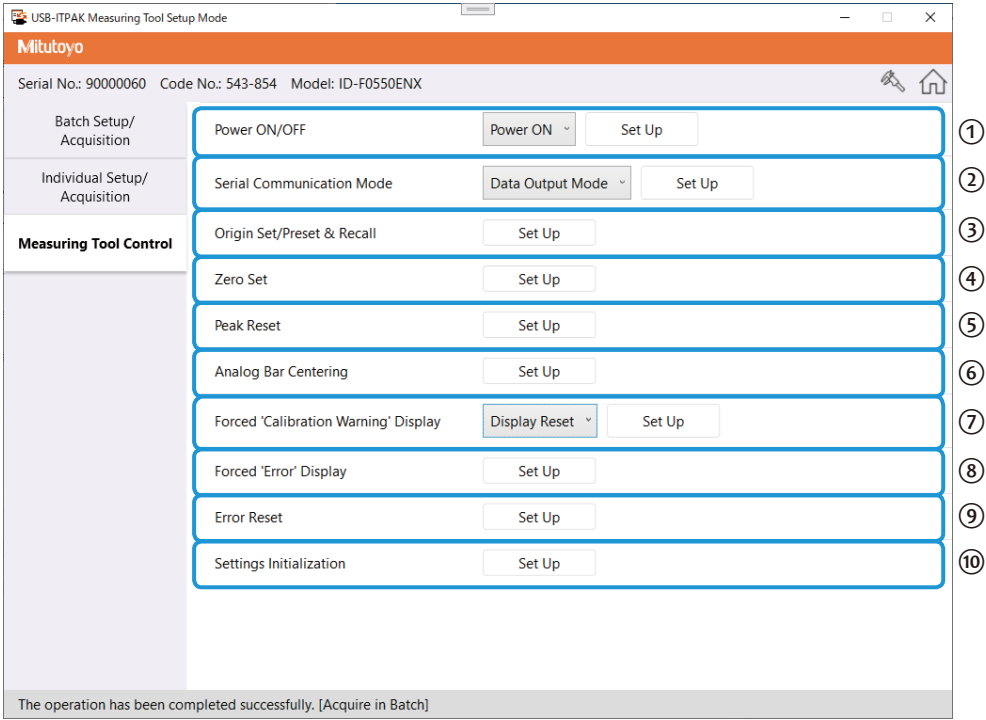 USB-ITPAK Measuring Tool Setup Mode
Mitutoyo
Serial No.: 90000060 Code No.: 543-854 Model: ID-F0550ENX
Batch Setup/
Acquisition
Individual Setup/
Acquisition
Measuring Tool Control
Power ON/OFF Power ON Set Up ①
Serial Communication Mode Data Output Mode Set Up ②
Origin Set/Preset & Recall Set Up ③
Zero Set Set Up ④
Peak Reset Set Up ⑤
Analog Bar Centering Set Up ⑥
Forced 'Calibration Warning' Display Display Reset Set Up ⑦
Forced 'Error' Display Set Up ⑧
Error Reset Set Up ⑨
Settings Initialization Set Up ⑩
The operation has been completed successfully. [Acquire in Batch]